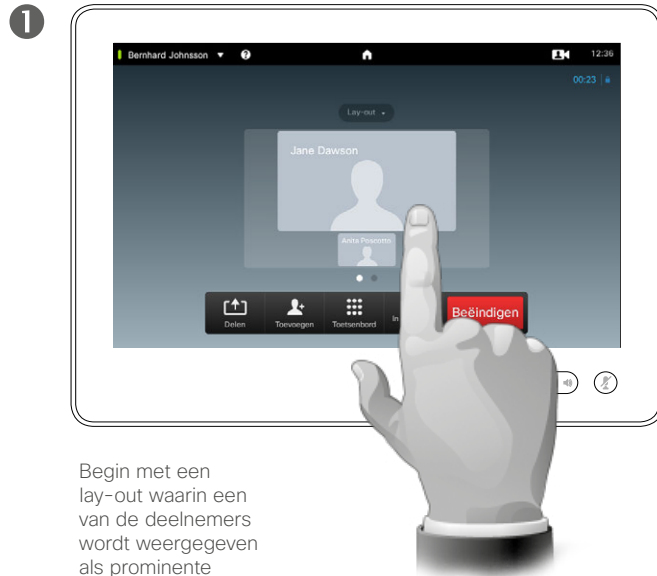 1
Bernhard Johnsson
12:36
00:23
Lay-out
Jane Dawson
Anita
Delen Toevoegen Toetsenbord In Beëindigen
Begin met een
lay-out waarin een
van de deelnemers
wordt weergegeven
als prominente